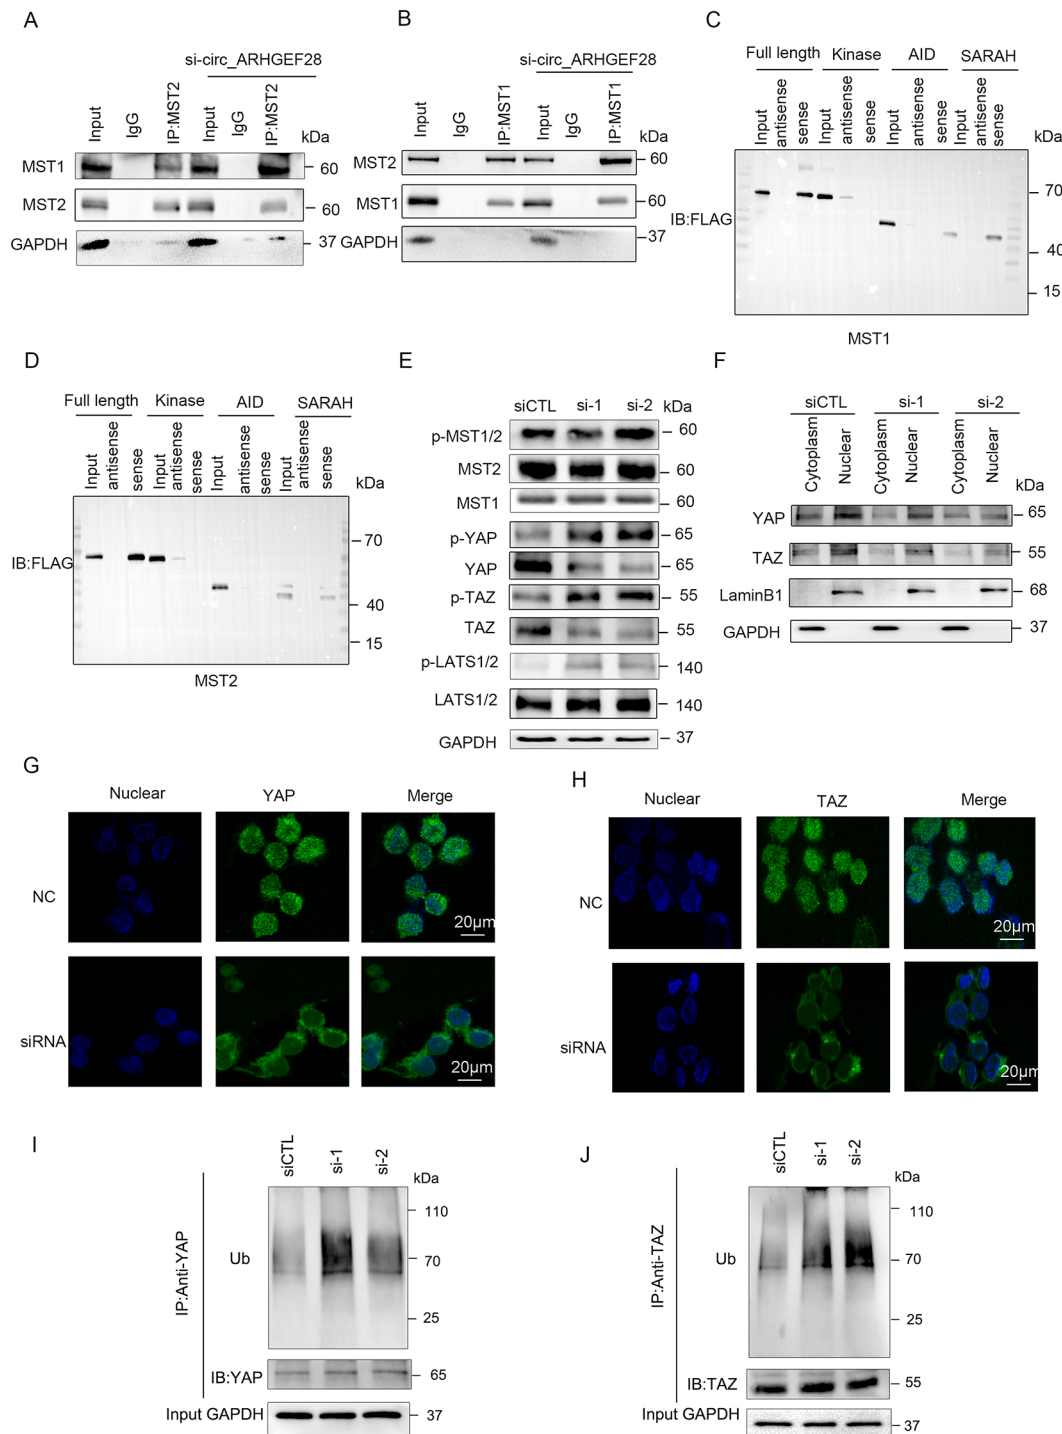 A
si-circ_ARHGEF28
Input
IgG
IP:MST2
Input
IgG
IP:MST2
kDa
MST1
60
MST2
60
GAPDH
37
B
si-circ_ARHGEF28
Input
IgG
IP:MST1
Input
IgG
IP:MST1
kDa
MST2
60
MST1
60
GAPDH
37
C
Full length Kinase AID SARAH
Input
antisense
sense
Input
antisense
sense
Input
antisense
sense
Input
antisense
sense
kDa
IB:FLAG
70
40
15
MST1
D
Full length Kinase AID SARAH
Input
antisense
sense
Input
antisense
sense
Input
antisense
sense
Input
antisense
sense
kDa
IB:FLAG
70
40
15
MST2
E
siCTL si-1 si-2 kDa
p-MST1/2 60
MST2 60
MST1 60
p-YAP 65
YAP 65
p-TAZ 55
TAZ 55
p-LATS1/2 140
LATS1/2 140
GAPDH 37
F
siCTL si-1 si-2
Cytoplasm
Nuclear
Cytoplasm
Nuclear
Cytoplasm
Nuclear
kDa
YAP 65
TAZ 55
LaminB1 68
GAPDH 37
G
Nuclear YAP Merge
NC
20μm
siRNA
20μm
H
Nuclear TAZ Merge
NC
20μm
siRNA
20μm
I
siCTL
si-1
si-2
kDa
IP:Anti-YAP
Ub
110
70
25
IB:YAP 65
Input GAPDH 37
J
siCTL
si-1
si-2
kDa
IP:Anti-TAZ
Ub
110
70
25
IB:TAZ 55
Input GAPDH 37